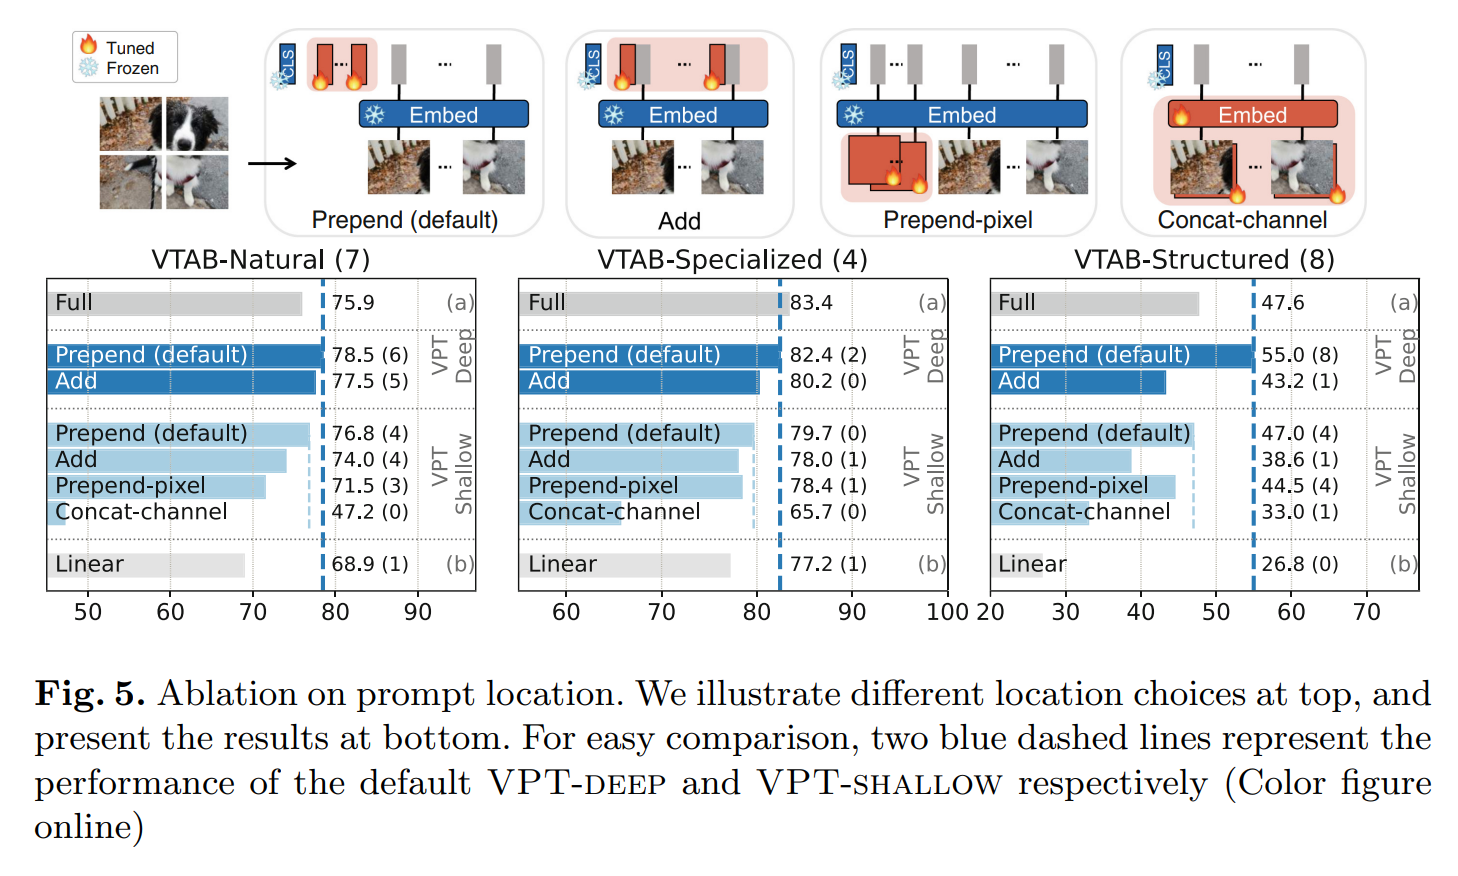 Tuned
Frozen
CLS
...
...
Embed
...
Prepend (default)
CLS
...
Embed
...
Add
CLS
...
...
Embed
...
...
Prepend-pixel
CLS
...
Embed
...
Concat-channel
VTAB-Natural (7)
Full 75.9 (a)
Prepend (default) 78.5 (6)
Add 77.5 (5)
VPT
Deep
Prepend (default) 76.8 (4)
Add 74.0 (4)
Prepend-pixel 71.5 (3)
Concat-channel 47.2 (0)
VPT
Shallow
Linear 68.9 (1) (b)
50 60 70 80 90
VTAB-Specialized (4)
Full 83.4 (a)
Prepend (default) 82.4 (2)
Add 80.2 (0)
VPT
Deep
Prepend (default) 79.7 (0)
Add 78.0 (1)
Prepend-pixel 78.4 (1)
Concat-channel 65.7 (0)
VPT
Shallow
Linear 77.2 (1) (b)
60 70 80 90 100
VTAB-Structured (8)
Full 47.6 (a)
Prepend (default) 55.0 (8)
Add 43.2 (1)
VPT
Deep
Prepend (default) 47.0 (4)
Add 38.6 (1)
Prepend-pixel 44.5 (4)
Concat-channel 33.0 (1)
VPT
Shallow
Linear 26.8 (0) (b)
20 30 40 50 60 70
Fig. 5. Ablation on prompt location. We illustrate different location choices at top, and
present the results at bottom. For easy comparison, two blue dashed lines represent the
performance of the default VPT-DEEP and VPT-SHALLOW respectively (Color figure
online)